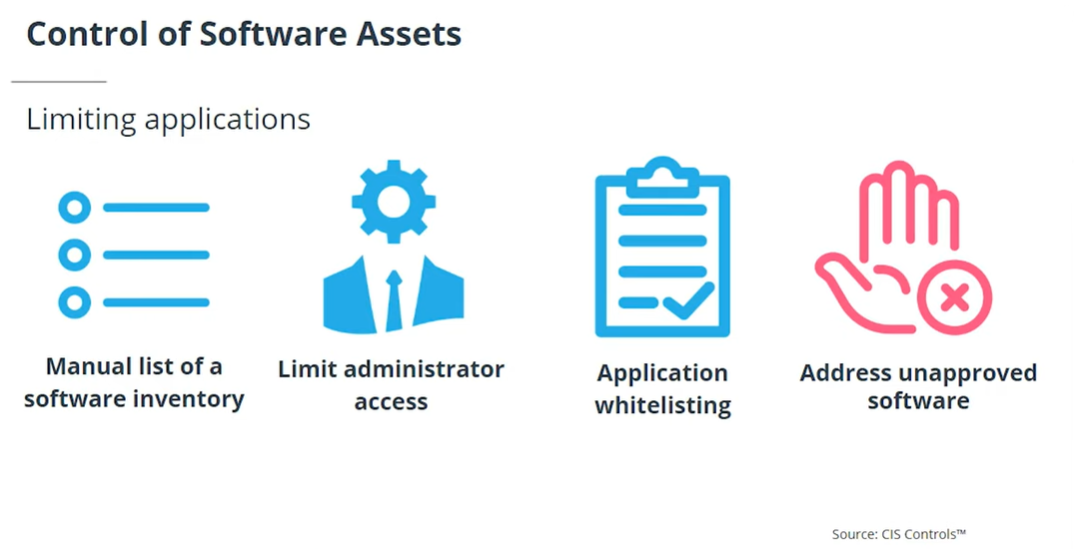 Control of Software Assets
Limiting applications
Manual list of a
software inventory
Limit administrator
access
Application
whitelisting
Address unapproved
software
Source: CIS Controls™